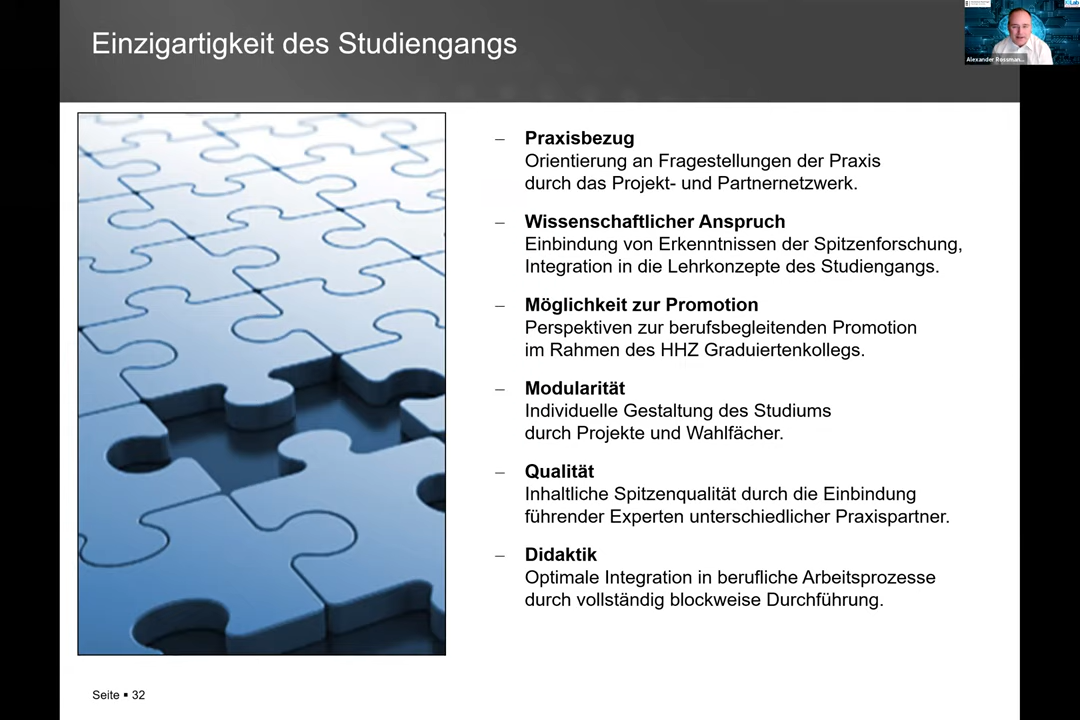 Einzigartigkeit des Studiengangs
Alexander Rossman...
– Praxisbezug
Orientierung an Fragestellungen der Praxis
durch das Projekt- und Partnernetzwerk.
– Wissenschaftlicher Anspruch
Einbindung von Erkenntnissen der Spitzenforschung,
Integration in die Lehrkonzepte des Studiengangs.
– Möglichkeit zur Promotion
Perspektiven zur berufsbegleitenden Promotion
im Rahmen des HHZ Graduiertenkollegs.
– Modularität
Individuelle Gestaltung des Studiums
durch Projekte und Wahlfächer.
– Qualität
Inhaltliche Spitzenqualität durch die Einbindung
führender Experten unterschiedlicher Praxispartner.
– Didaktik
Optimale Integration in berufliche Arbeitsprozesse
durch vollständig blockweise Durchführung.
Seite ▪ 32